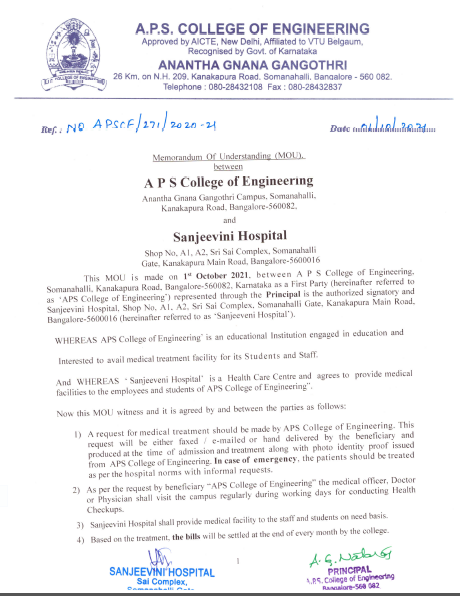 A.P.S. COLLEGE OF ENGINEERING
Approved by AICTE, New Delhi, Affiliated to VTU Belgaum,
Recognised by Govt. of Karnataka
ANANTHA GNANA GANGOTHRI
26 Km, on N.H. 209, Kanakapura Road, Somanahalli, Bangalore - 560 082.
Telephone : 080-28432108 Fax : 080-28432837
Ref.: NO APSCE/271/2020-21
Date 01/10/2021
Memorandum Of Understanding (MOU),
between
A P S College of Engineering
Anantha Gnana Gangothri Campus, Somanahalli,
Kanakapura Road, Bangalore-560082,
and
Sanjeevini Hospital
Shop No, A1, A2, Sri Sai Complex, Somanahalli
Gate, Kanakapura Main Road, Bangalore-5600016
This MOU is made on 1st October 2021, between A P S College of Engineering,
Somanahalli, Kanakapura Road, Bangalore-560082, Karnataka as a First Party (hereinafter referred to
as 'APS College of Engineering') represented through the Principal is the authorized signatory and
Sanjeevini Hospital, Shop No, A1, A2, Sri Sai Complex, Somanahalli Gate, Kanakapura Main Road,
Bangalore-5600016 (hereinafter referred to as 'Sanjeevini Hospital').
WHEREAS APS College of Engineering' is an educational Institution engaged in education and
Interested to avail medical treatment facility for its Students and Staff.
And WHEREAS ' Sanjeevini Hospital' is a Health Care Centre and agrees to provide medical
facilities to the employees and students of APS College of Engineering".
Now this MOU witness and it is agreed by and between the parties as follows:
1) A request for medical treatment should be made by APS College of Engineering. This
request will be either faxed / e-mailed or hand delivered by the beneficiary and
produced at the time of admission and treatment along with photo identity proof issued
from APS College of Engineering. In case of emergency, the patients should be treated
as per the hospital norms with informal requests.
2) As per the request by beneficiary "APS College of Engineering" the medical officer, Doctor
or Physician shall visit the campus regularly during working days for conducting Health
Checkups.
3) Sanjeevini Hospital shall provide medical facility to the staff and students on need basis.
4) Based on the treatment, the bills will be settled at the end of every month by the college.
1
SANJEEVINI HOSPITAL
Sai Complex,
Somanahalli Gate
PRINCIPAL
A.P.S. College of Engineering
Bangalore-560 082